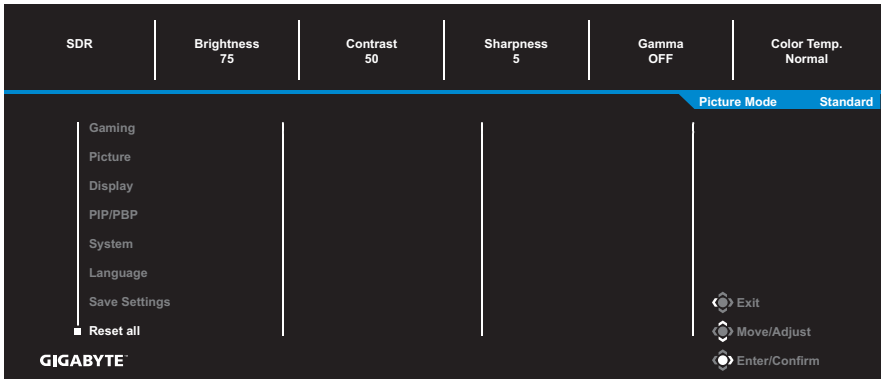 SDR
Brightness
75
Contrast
50
Sharpness
5
Gamma
OFF
Color Temp.
Normal
Picture Mode Standard
Gaming
Picture
Display
PIP/PBP
System
Language
Save Settings
Reset all
Exit
Move/Adjust
Enter/Confirm
GIGABYTE™